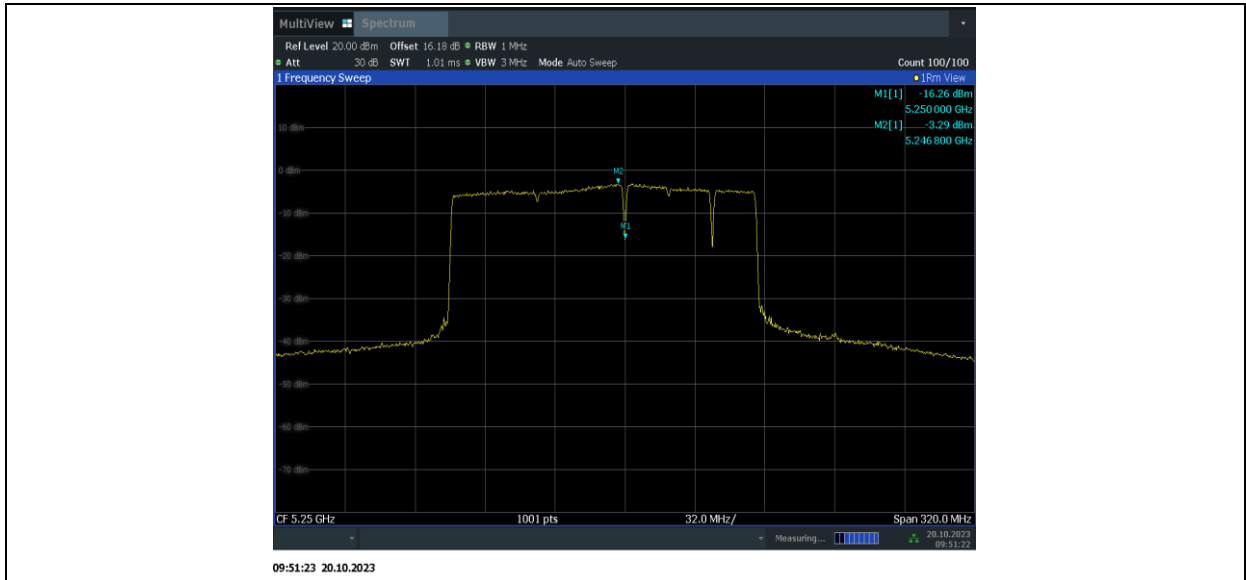 MultiView Spectrum
Ref Level 20.00 dBm Offset 16.18 dB RBW 1 MHz
Att 30 dB SWT 1.01 ms VBW 3 MHz Mode Auto Sweep Count 100/100
1 Frequency Sweep 1Rm View
M1[1] -16.26 dBm
5.250 000 GHz
M2[1] -3.29 dBm
5.246 800 GHz
10 dBm
0 dBm
M2
-10 dBm
M1
-20 dBm
-30 dBm
-40 dBm
-50 dBm
-60 dBm
-70 dBm
CF 5.25 GHz 1001 pts 32.0 MHz/ Span 320.0 MHz
Measuring... 20.10.2023
09:51:22
09:51:23 20.10.2023